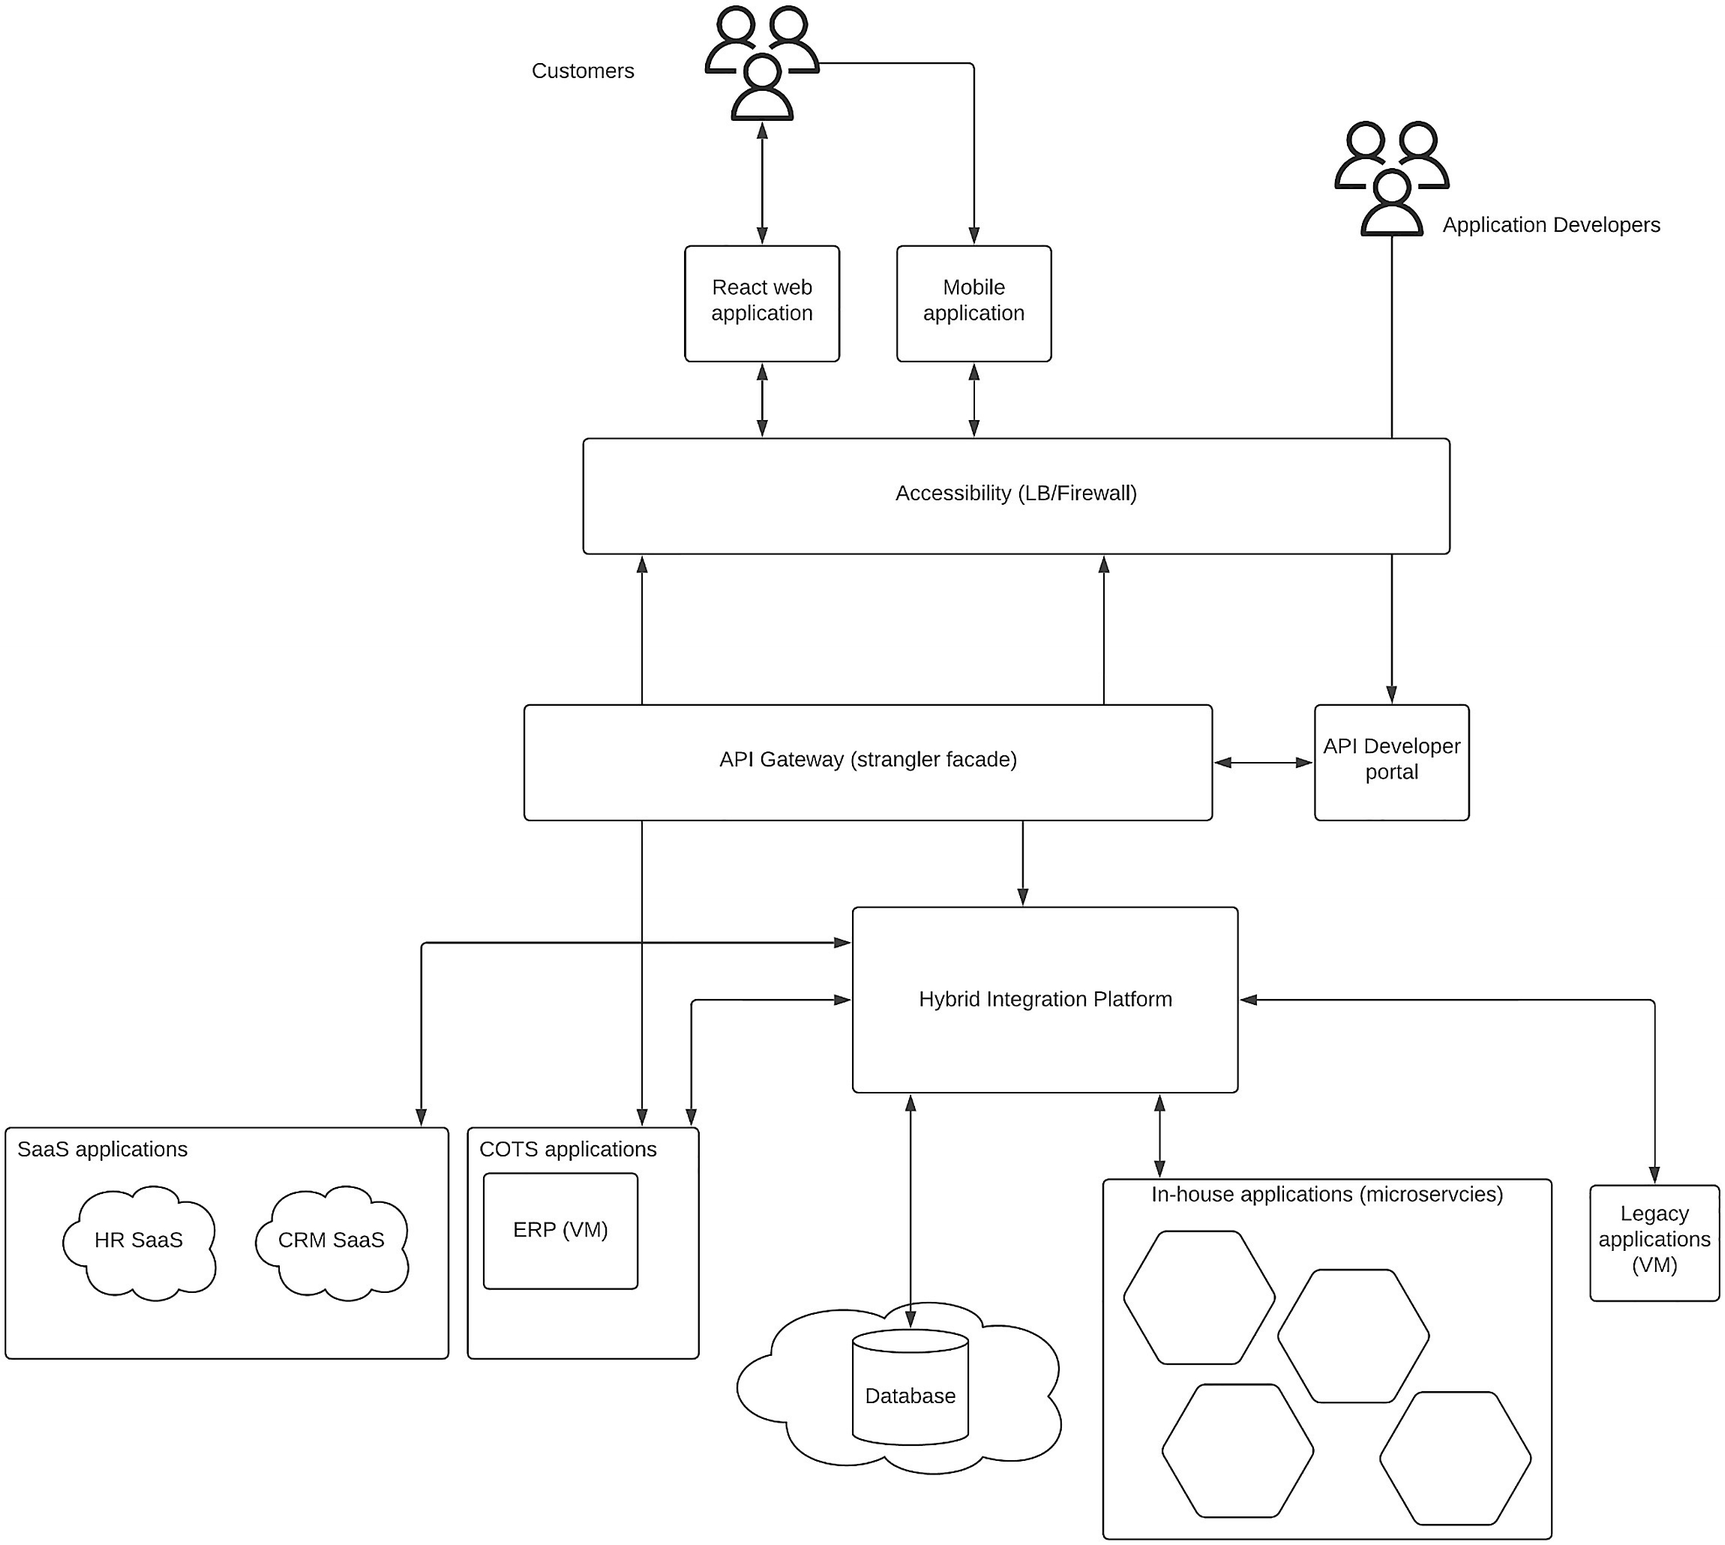 Customers
Application Developers
React web
application
Mobile
application
Accessibility (LB/Firewall)
API Gateway (strangler facade)
API Developer
portal
Hybrid Integration Platform
SaaS applications
HR SaaS
CRM SaaS
COTS applications
ERP (VM)
Database
In-house applications (microservcies)
Legacy
applications
(VM)